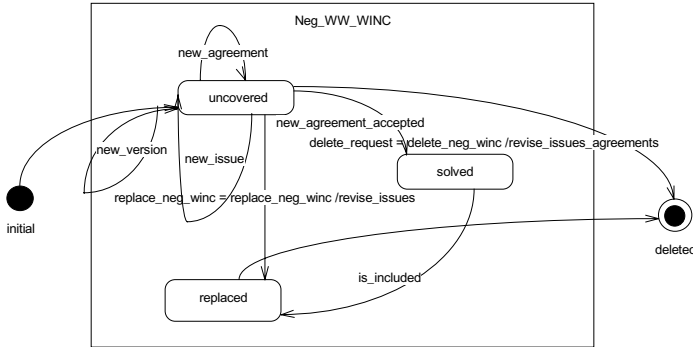 Neg_WW_WINC
new_agreement
uncovered
new_agreement_accepted
delete_request = delete_neg_winc /revise_issues_agreements
new_version
new_issue
solved
replace_neg_winc = replace_neg_winc /revise_issues
initial
deleted
is_included
replaced